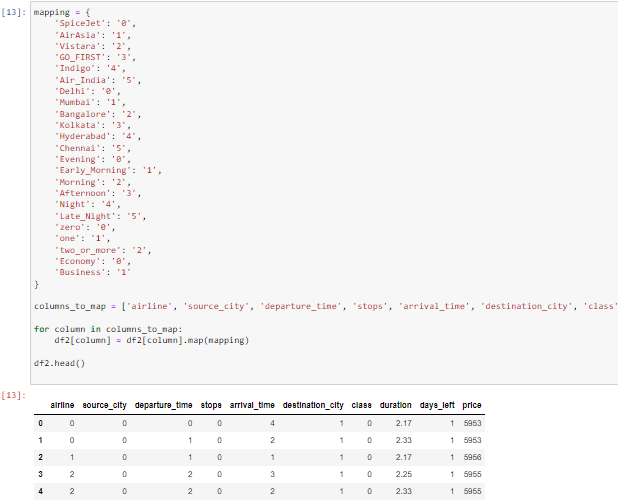 [13]: mapping = {
'SpiceJet': '0',
'AirAsia': '1',
'Vistara': '2',
'GO_FIRST': '3',
'Indigo': '4',
'Air_India': '5',
'Delhi': '0',
'Mumbai': '1',
'Bangalore': '2',
'Kolkata': '3',
'Hyderabad': '4',
'Chennai': '5',
'Evening': '0',
'Early_Morning': '1',
'Morning': '2',
'Afternoon': '3',
'Night': '4',
'Late_Night': '5',
'zero': '0',
'one': '1',
'two_or_more': '2',
'Economy': '0',
'Business': '1'
}
columns_to_map = ['airline', 'source_city', 'departure_time', 'stops', 'arrival_time', 'destination_city', 'class'
for column in columns_to_map:
df2[column] = df2[column].map(mapping)
df2.head()
[13]:
airline source_city departure_time stops arrival_time destination_city class duration days_left price
0 0 0 0 0 4 1 0 2.17 1 5953
1 0 0 1 0 2 1 0 2.33 1 5953
2 1 0 1 0 1 1 0 2.17 1 5956
3 2 0 2 0 3 1 0 2.25 1 5955
4 2 0 2 0 2 1 0 2.33 1 5955